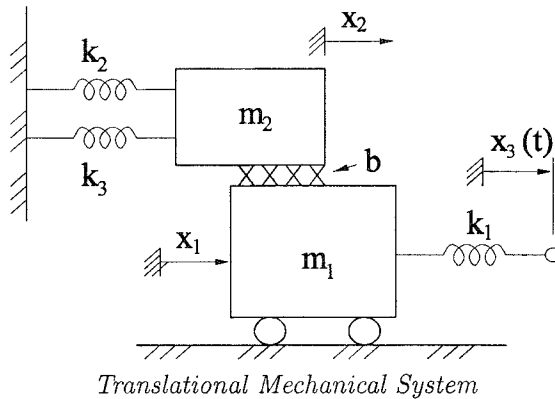 x₂
k₂
m₂
k₃
b
x₃(t)
x₁
k₁
m₁
Translational Mechanical System